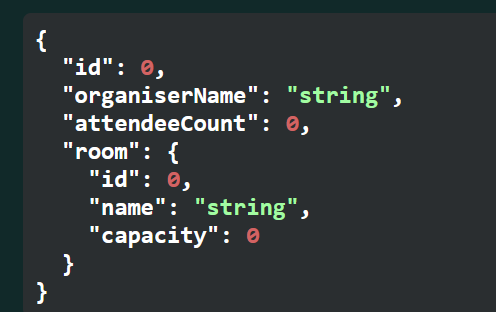 {
  "id": 0,
  "organiserName": "string",
  "attendeeCount": 0,
  "room": {
    "id": 0,
    "name": "string",
    "capacity": 0
  }
}